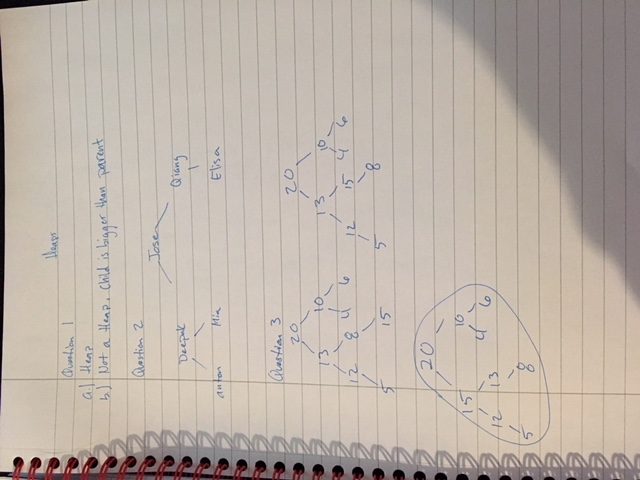 Heaps
Question 1
a.) Heap
b.) Not a Heap. Child is bigger than parent
Question 2
Jose
Deepak Qiang
anton Mia Elisa
Question 3
20
13 10
12 8 4 6
5 15
20
13 10
12 15 4 6
5 8
20
15 10
12 13 4 6
5 8